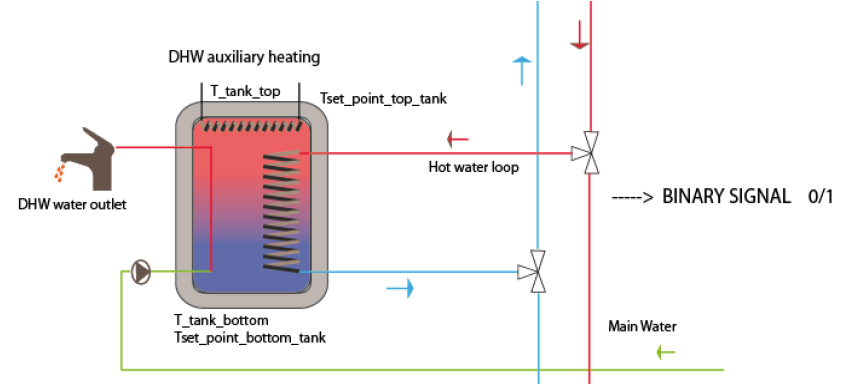 DHW auxiliary heating
T_tank_top
Tset_point_top_tank
Hot water loop
DHW water outlet
-----> BINARY SIGNAL 0/1
T_tank_bottom
Tset_point_bottom_tank
Main Water